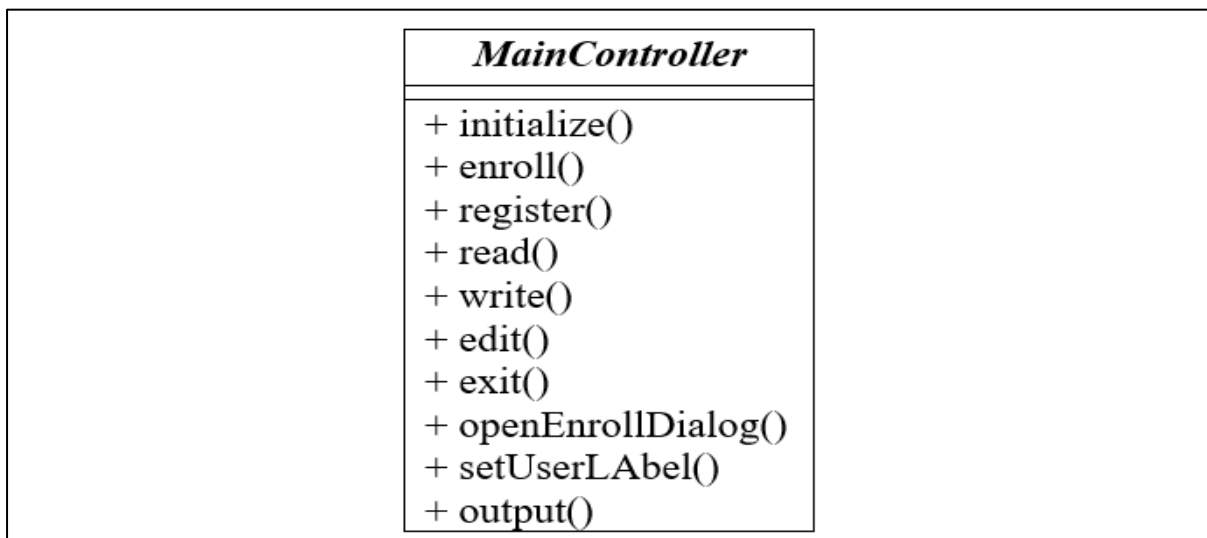 MainController
+ initialize()
+ enroll()
+ register()
+ read()
+ write()
+ edit()
+ exit()
+ openEnrollDialog()
+ setUserLAbel()
+ output()